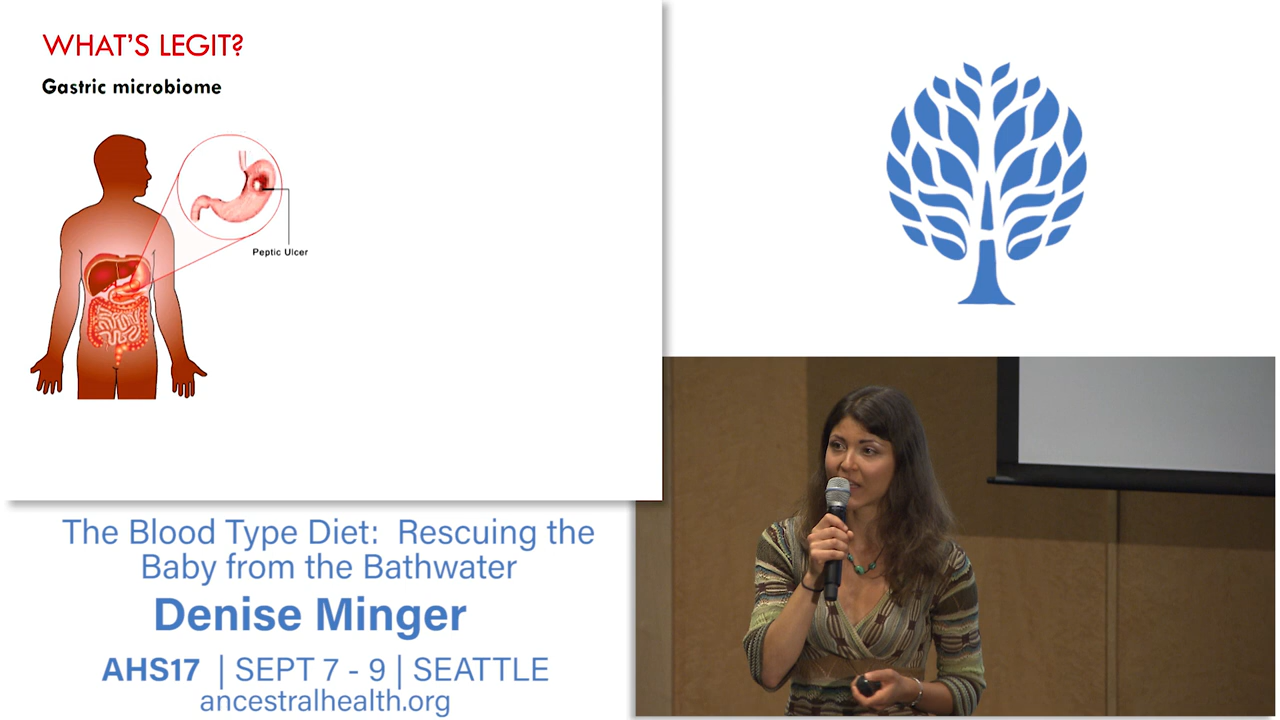 WHAT'S LEGIT?
Gastric microbiome
Peptic Ulcer
The Blood Type Diet: Rescuing the
Baby from the Bathwater
Denise Minger
AHS17 | SEPT 7 - 9 | SEATTLE
ancestralhealth.org